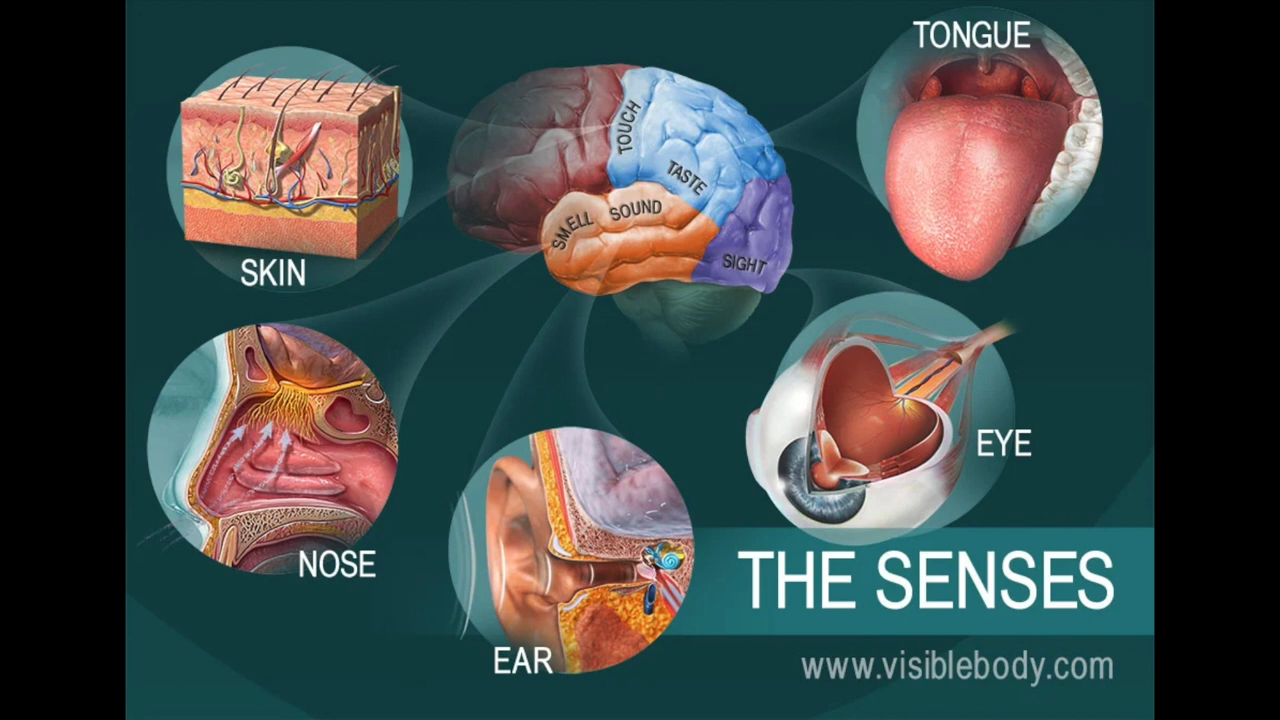 TONGUE
TOUCH
TASTE
SMELL SOUND
SIGHT
SKIN
EYE
NOSE
THE SENSES
EAR
www.visiblebody.com